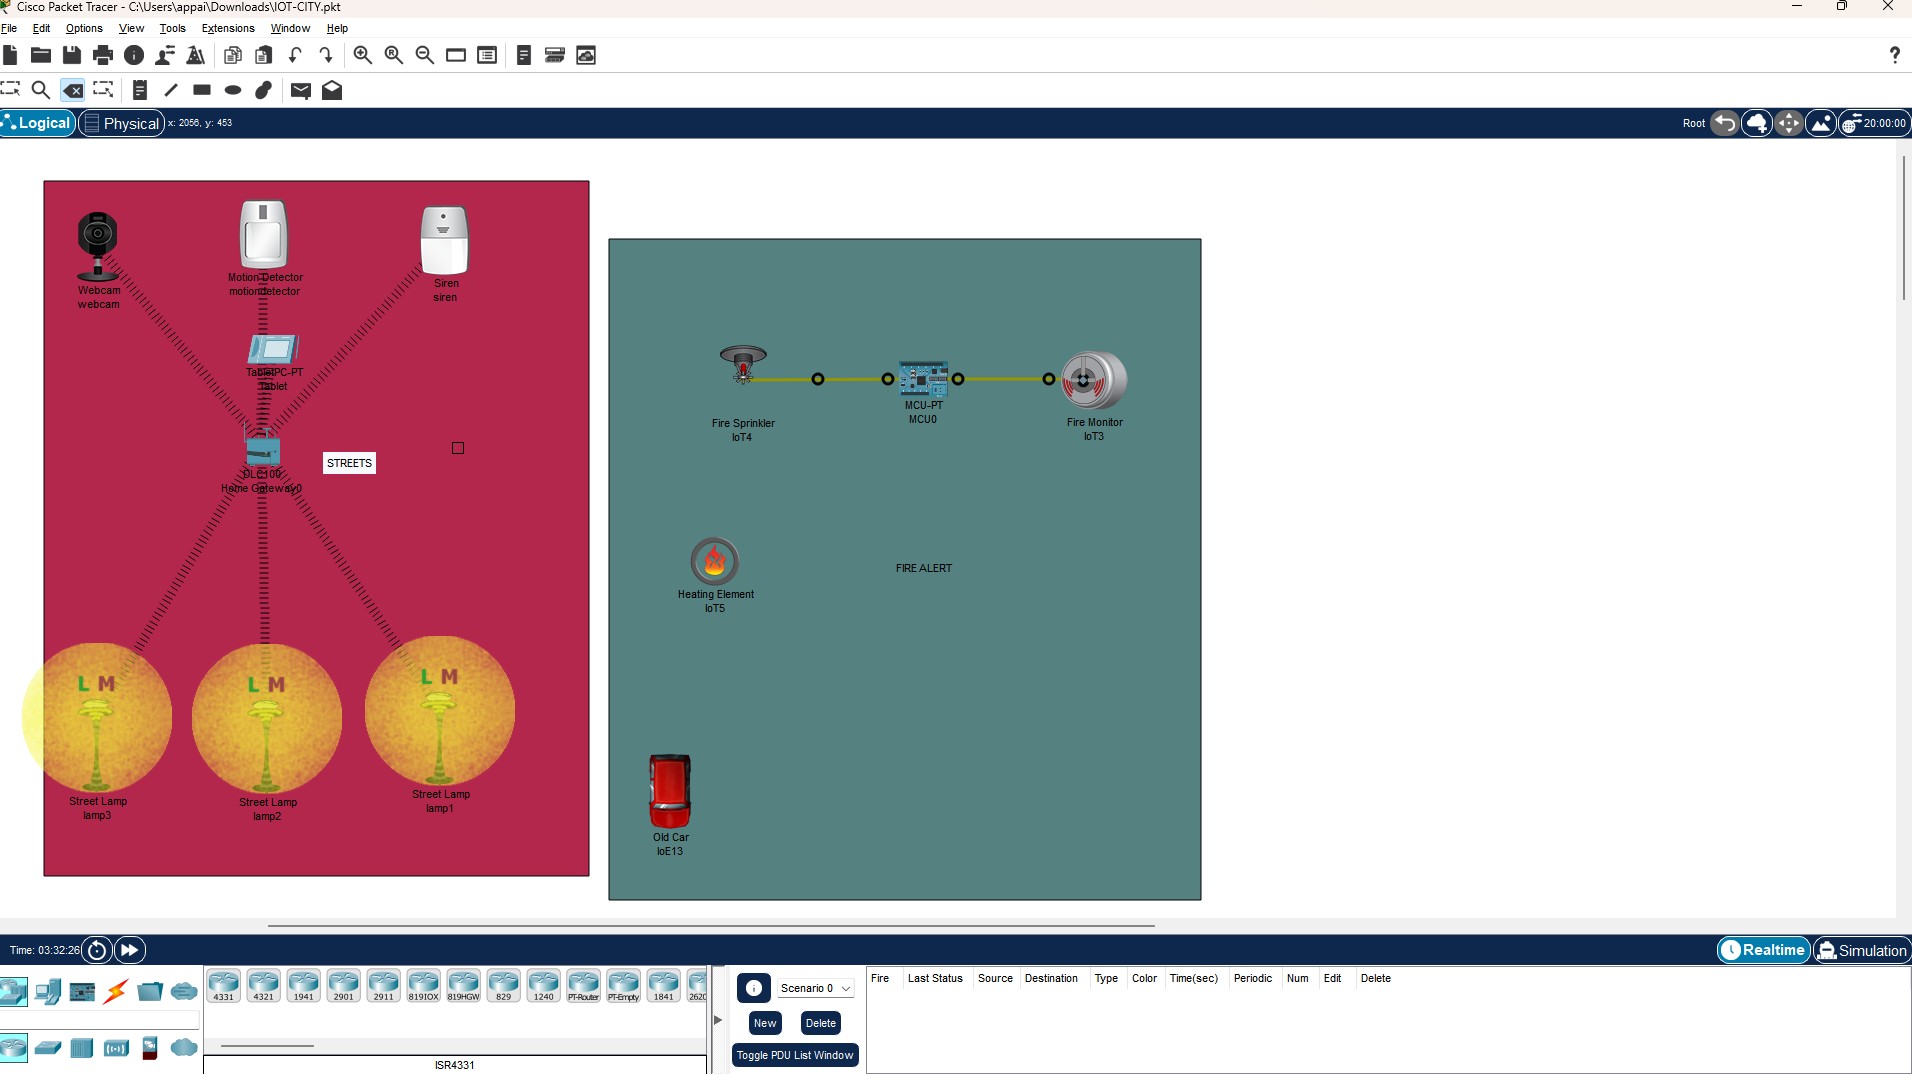 Cisco Packet Tracer - C:\Users\appai\Downloads\IOT-CITY.pkt
File Edit Options View Tools Extensions Window Help
Logical Physical x: 2056, y: 453 Root 20:00:00
Webcam
webcam
Motion Detector
motiondetector
Siren
siren
TabletPC-PT
Tablet
DLC100
Home Gateway0
STREETS
L M
Street Lamp
lamp3
L M
Street Lamp
lamp2
L M
Street Lamp
lamp1
Fire Sprinkler
IoT4
MCU-PT
MCU0
Fire Monitor
IoT3
Heating Element
IoT5
FIRE ALERT
Old Car
IoE13
Time: 03:32:26 Realtime Simulation
4331 4321 1941 2901 2911 819IOX 819HGW 829 1240 PT-Router PT-Empty 1841 2620
ISR4331
Scenario 0
New Delete
Toggle PDU List Window
Fire Last Status Source Destination Type Color Time(sec) Periodic Num Edit Delete